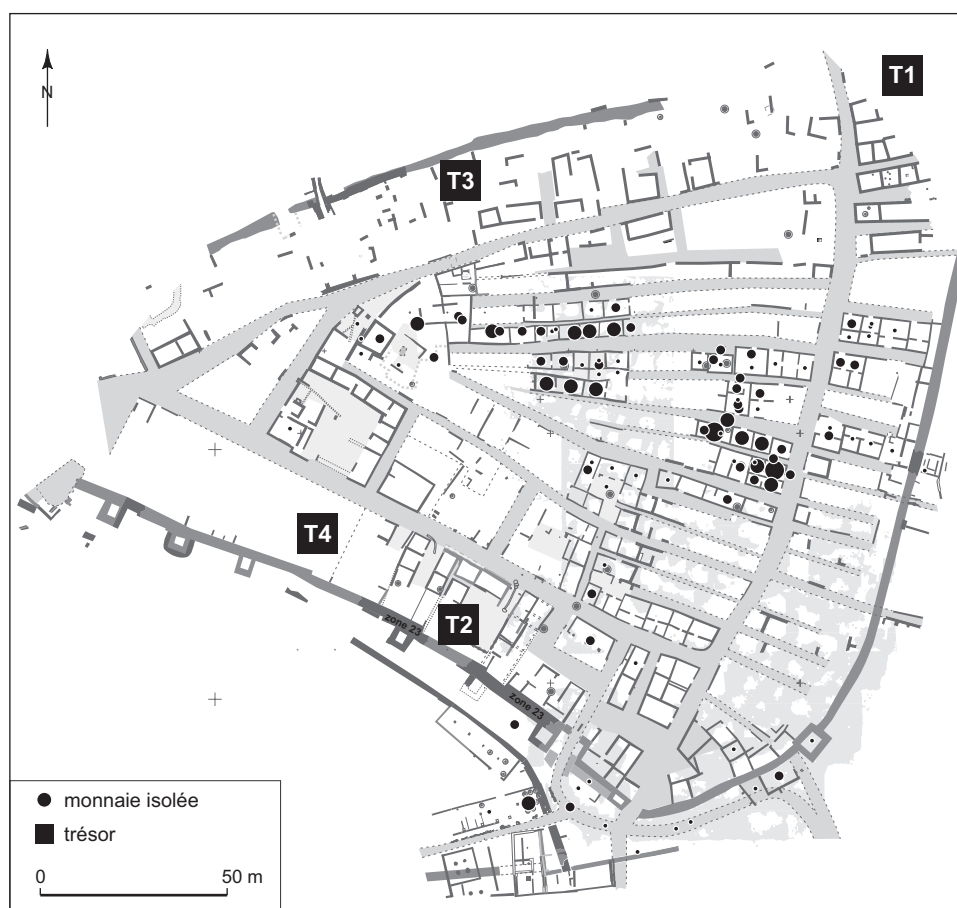 T1
N
T3
T4
T2
zone 23
zone 23
monnaie isolée
trésor
0 50 m